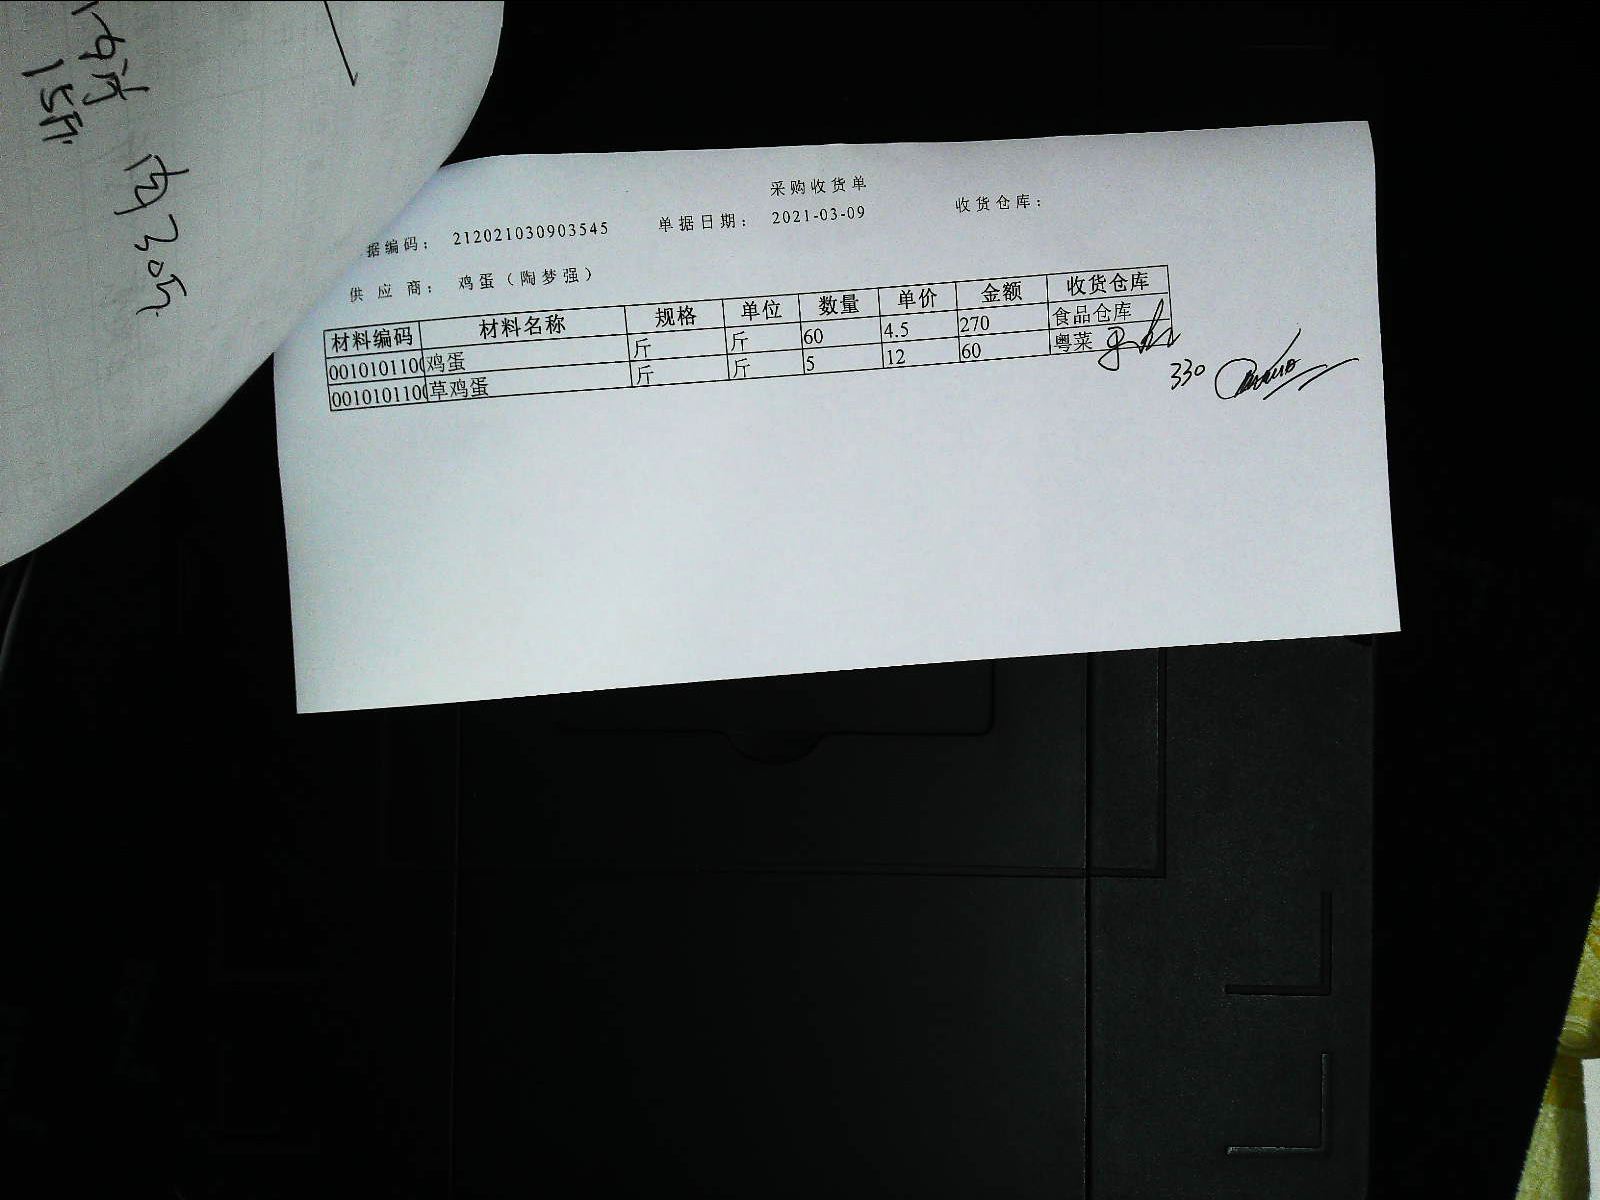 采购收货单
据编码： 212021030903545 单据日期： 2021-03-09 收货仓库：
供应商： 鸡蛋（陶梦强）
材料编码 材料名称 规格 单位 数量 单价 金额 收货仓库
0010101100 鸡蛋 斤 斤 60 4.5 270 食品仓库
0010101100 草鸡蛋 斤 斤 5 12 60 粤菜
330